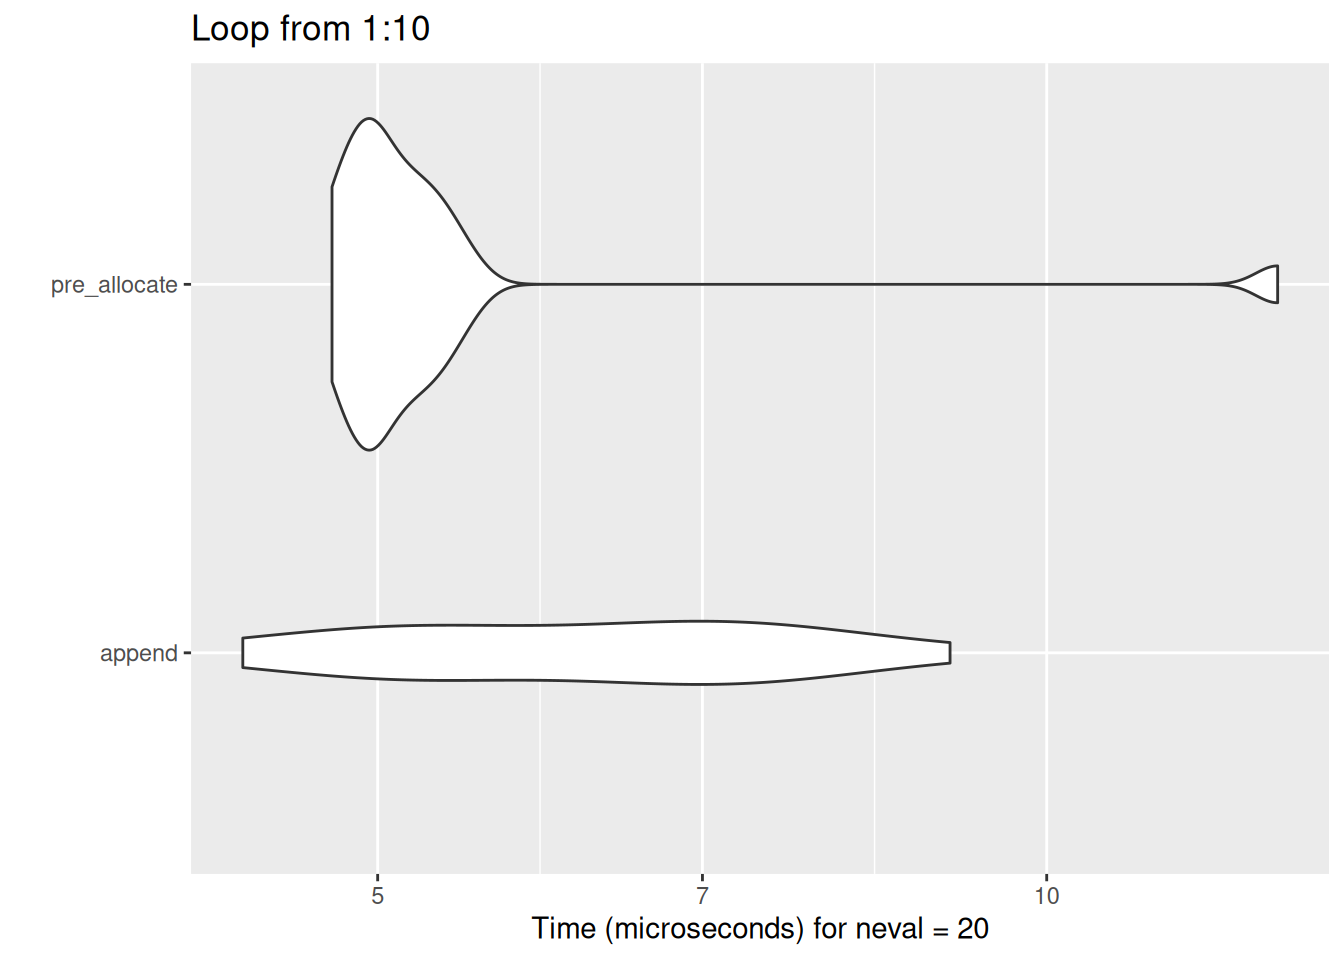 Loop from 1:10
pre_allocate
append
5 7 10
Time (microseconds) for neval = 20